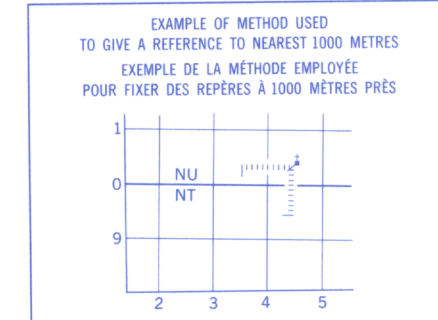 EXAMPLE OF METHOD USED
TO GIVE A REFERENCE TO NEAREST 1000 METRES
EXEMPLE DE LA MÉTHODE EMPLOYÉE
POUR FIXER DES REPÈRES À 1000 MÈTRES PRÈS
1
NU
0
NT
9
2 3 4 5